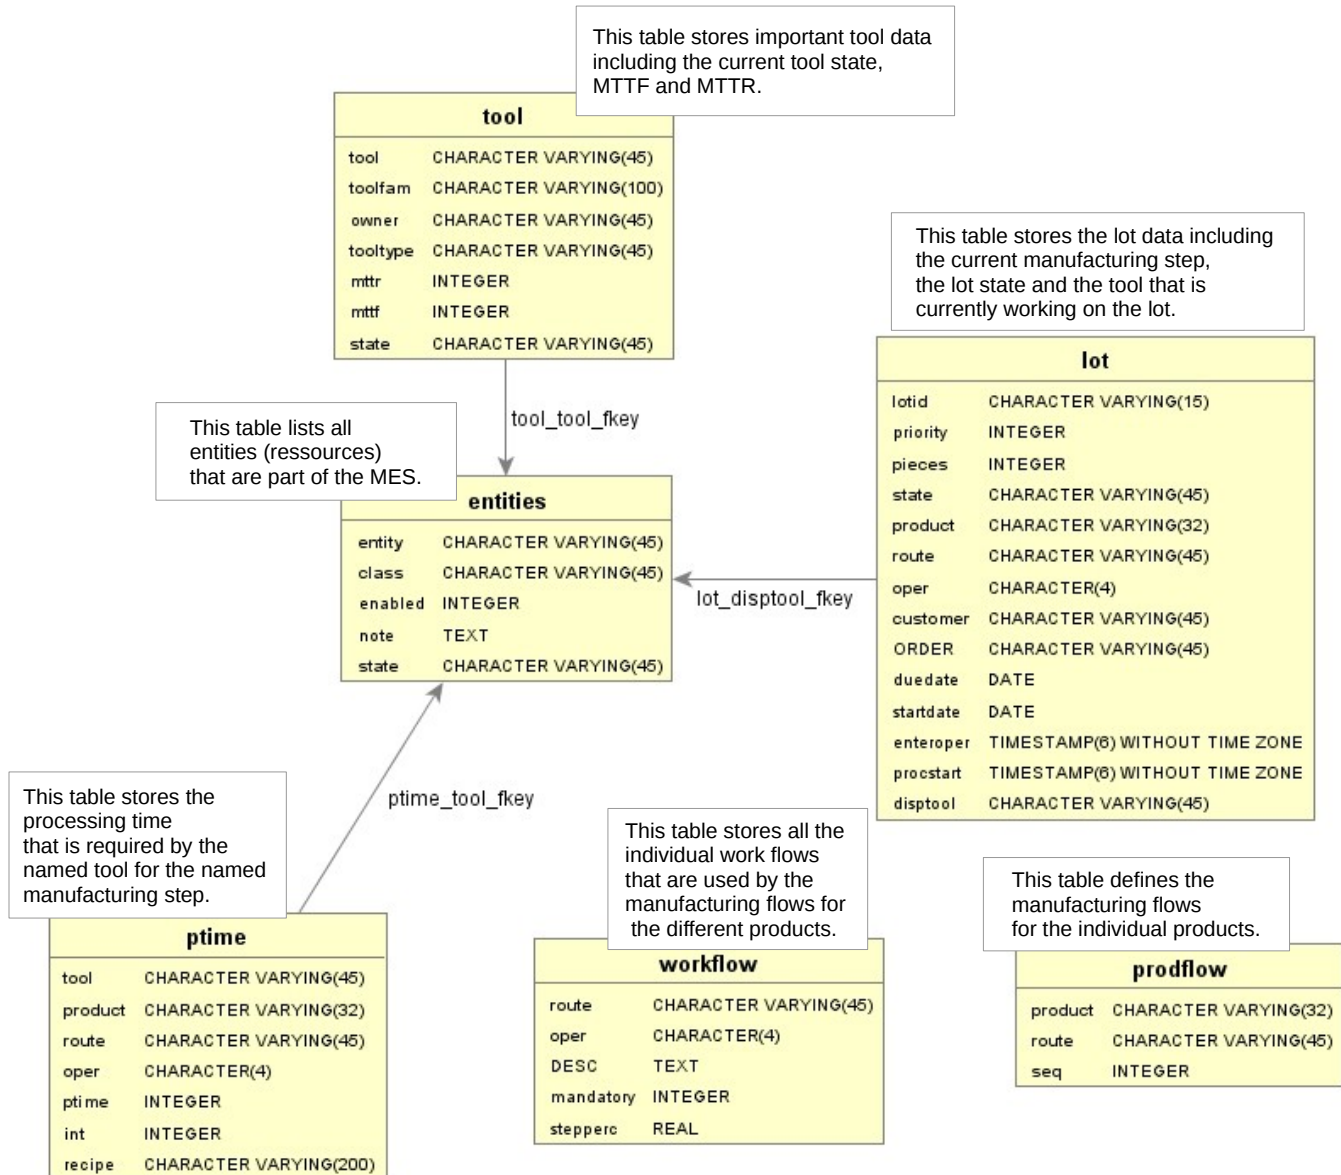 This table stores important tool data
including the current tool state,
MTTF and MTTR.
tool
tool CHARACTER VARYING(45)
toolfam CHARACTER VARYING(100)
owner CHARACTER VARYING(45)
tooltype CHARACTER VARYING(45)
mttr INTEGER
mttf INTEGER
state CHARACTER VARYING(45)
tool_tool_fkey
This table lists all
entities (ressources)
that are part of the MES.
entities
entity CHARACTER VARYING(45)
class CHARACTER VARYING(45)
enabled INTEGER
note TEXT
state CHARACTER VARYING(45)
This table stores the lot data including
the current manufacturing step,
the lot state and the tool that is
currently working on the lot.
lot
lotid CHARACTER VARYING(15)
priority INTEGER
pieces INTEGER
state CHARACTER VARYING(45)
product CHARACTER VARYING(32)
route CHARACTER VARYING(45)
oper CHARACTER(4)
customer CHARACTER VARYING(45)
ORDER CHARACTER VARYING(45)
duedate DATE
startdate DATE
enteroper TIMESTAMP(6) WITHOUT TIME ZONE
procstart TIMESTAMP(6) WITHOUT TIME ZONE
disptool CHARACTER VARYING(45)
lot_disptool_fkey
ptime_tool_fkey
This table stores the
processing time
that is required by the
named tool for the named
manufacturing step.
ptime
tool CHARACTER VARYING(45)
product CHARACTER VARYING(32)
route CHARACTER VARYING(45)
oper CHARACTER(4)
ptime INTEGER
int INTEGER
recipe CHARACTER VARYING(200)
This table stores all the
individual work flows
that are used by the
manufacturing flows for
the different products.
workflow
route CHARACTER VARYING(45)
oper CHARACTER(4)
DESC TEXT
mandatory INTEGER
stepperc REAL
This table defines the
manufacturing flows
for the individual products.
prodflow
product CHARACTER VARYING(32)
route CHARACTER VARYING(45)
seq INTEGER